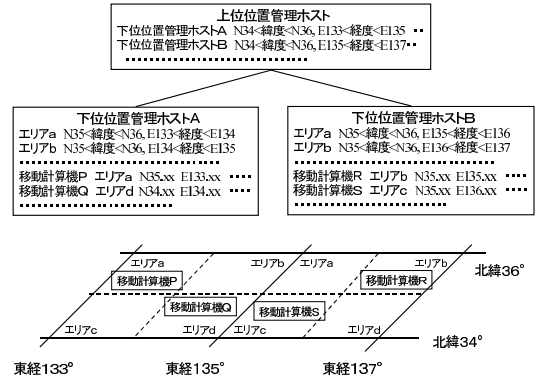 上位位置管理ホスト
下位位置管理ホストA N34<緯度<N36, E133<経度<E135 ‥
下位位置管理ホストB N34<緯度<N36, E135<経度<E137‥
下位位置管理ホストA
エリアa N35<緯度<N36, E133<経度<E134
エリアb N35<緯度<N36, E134<経度<E135
移動計算機P エリアa N35.xx E133.xx ‥‥
移動計算機Q エリアd N34.xx E134.xx ‥‥
下位位置管理ホストB
エリアa N35<緯度<N36, E135<経度<E136
エリアb N35<緯度<N36, E136<経度<E137
移動計算機R エリアb N35.xx E135.xx ‥‥
移動計算機S エリアc N35.xx E136.xx ‥‥
エリアa エリアb エリアa エリアb
北緯36°
移動計算機P 移動計算機R
移動計算機Q 移動計算機S
エリアc エリアd エリアc エリアd
北緯34°
東経133° 東経135° 東経137°